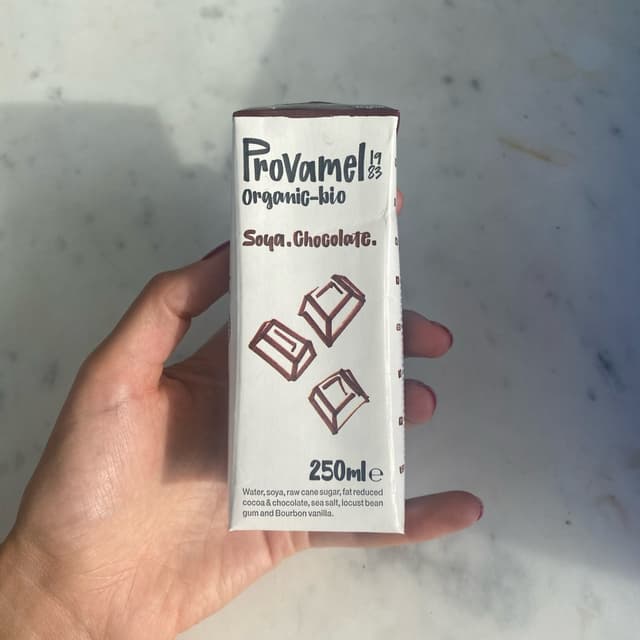 Provamel 19
83
Organic-bio
Soya. Chocolate.
250ml e
Water, soya, raw cane sugar, fat reduced
cocoa & chocolate, sea salt, locust bean
gum and Bourbon vanilla.